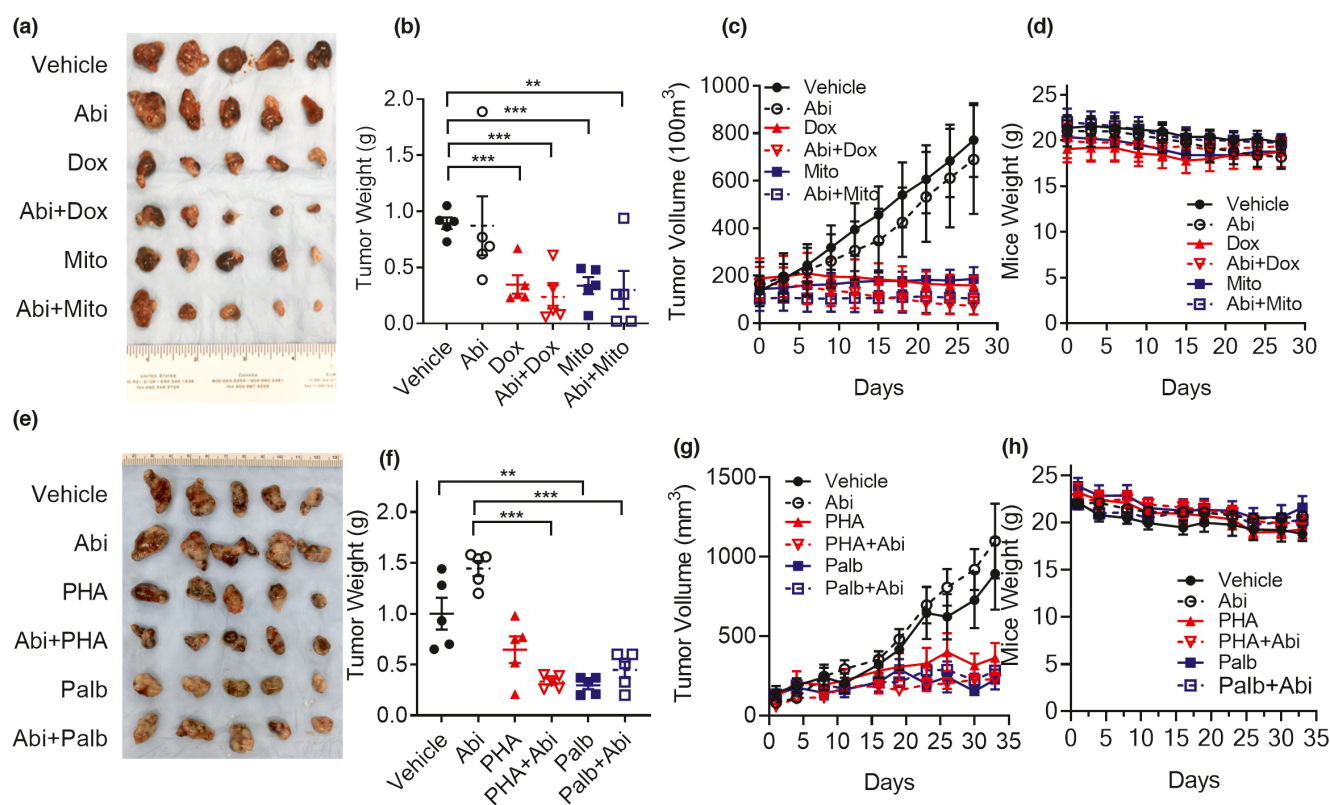 (a)
Vehicle
Abi
Dox
Abi+Dox
Mito
Abi+Mito
UNITED STATES
CANADA
(b)
Tumor Weight (g)
2.0
1.5
1.0
0.5
0.0
**
***
***
***
Vehicle
Abi
Dox
Abi+Dox
Mito
Abi+Mito
(c)
Tumor Vollume (100m³)
1000
800
600
400
200
0
Vehicle
Abi
Dox
Abi+Dox
Mito
Abi+Mito
0 5 10 15 20 25 30
Days
(d)
Mice Weight (g)
25
20
15
10
5
0
Vehicle
Abi
Dox
Abi+Dox
Mito
Abi+Mito
0 5 10 15 20 25 30
Days
(e)
Vehicle
Abi
PHA
Abi+PHA
Palb
Abi+Palb
(f)
Tumor Weight (g)
2.0
1.5
1.0
0.5
0.0
**
***
***
Vehicle
Abi
PHA
PHA+Abi
Palb
Palb+Abi
(g)
Tumor Vollume (mm³)
1500
1000
500
0
Vehicle
Abi
PHA
PHA+Abi
Palb
Palb+Abi
0 5 10 15 20 25 30 35
Days
(h)
Mice Weight (g)
25
20
15
10
5
0
Vehicle
Abi
PHA
PHA+Abi
Palb
Palb+Abi
0 5 10 15 20 25 30 35
Days